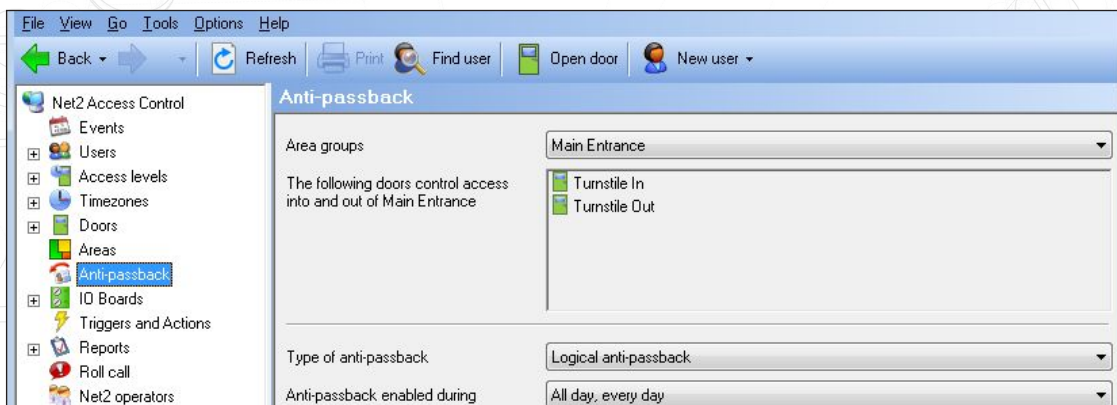 File View Go Tools Options Help
Back Refresh Print Find user Open door New user
Net2 Access Control
Events
Users
Access levels
Timezones
Doors
Areas
Anti-passback
IO Boards
Triggers and Actions
Reports
Roll call
Net2 operators
Anti-passback
Area groups Main Entrance
The following doors control access
into and out of Main Entrance
Turnstile In
Turnstile Out
Type of anti-passback Logical anti-passback
Anti-passback enabled during All day, every day